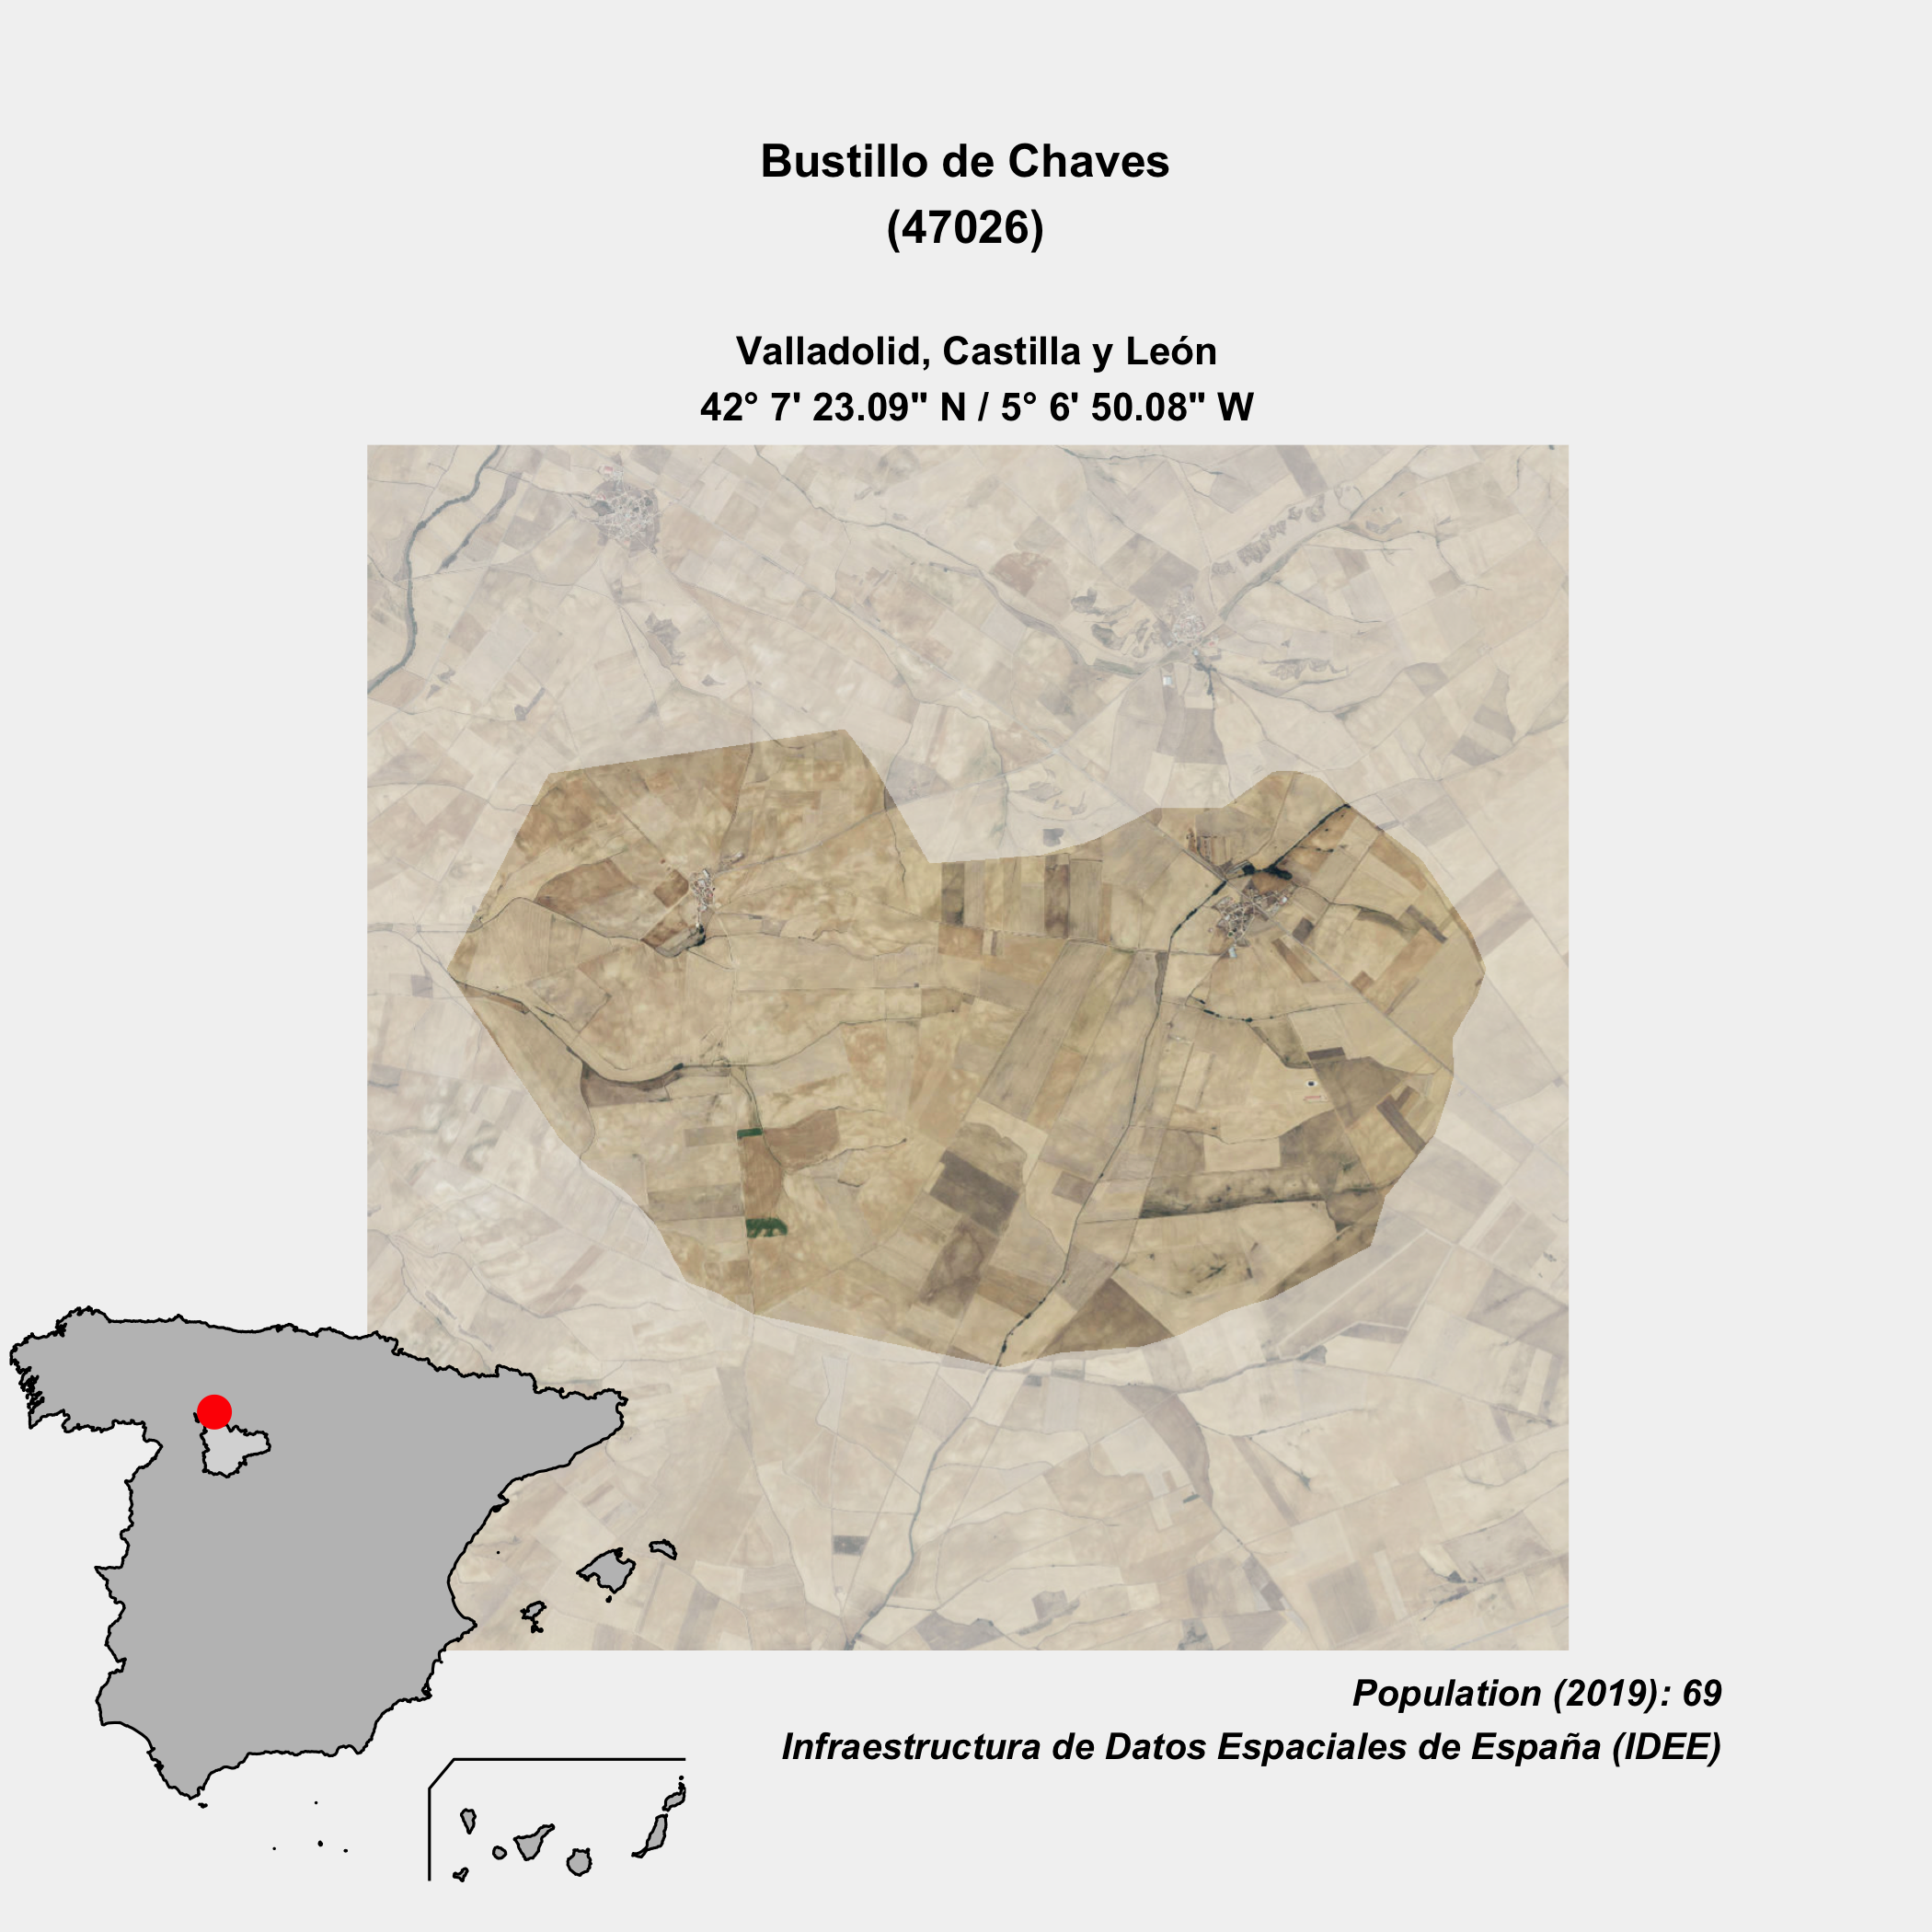 Bustillo de Chaves
(47026)
Valladolid, Castilla y León
42° 7' 23.09" N / 5° 6' 50.08" W
Population (2019): 69
Infraestructura de Datos Espaciales de España (IDEE)